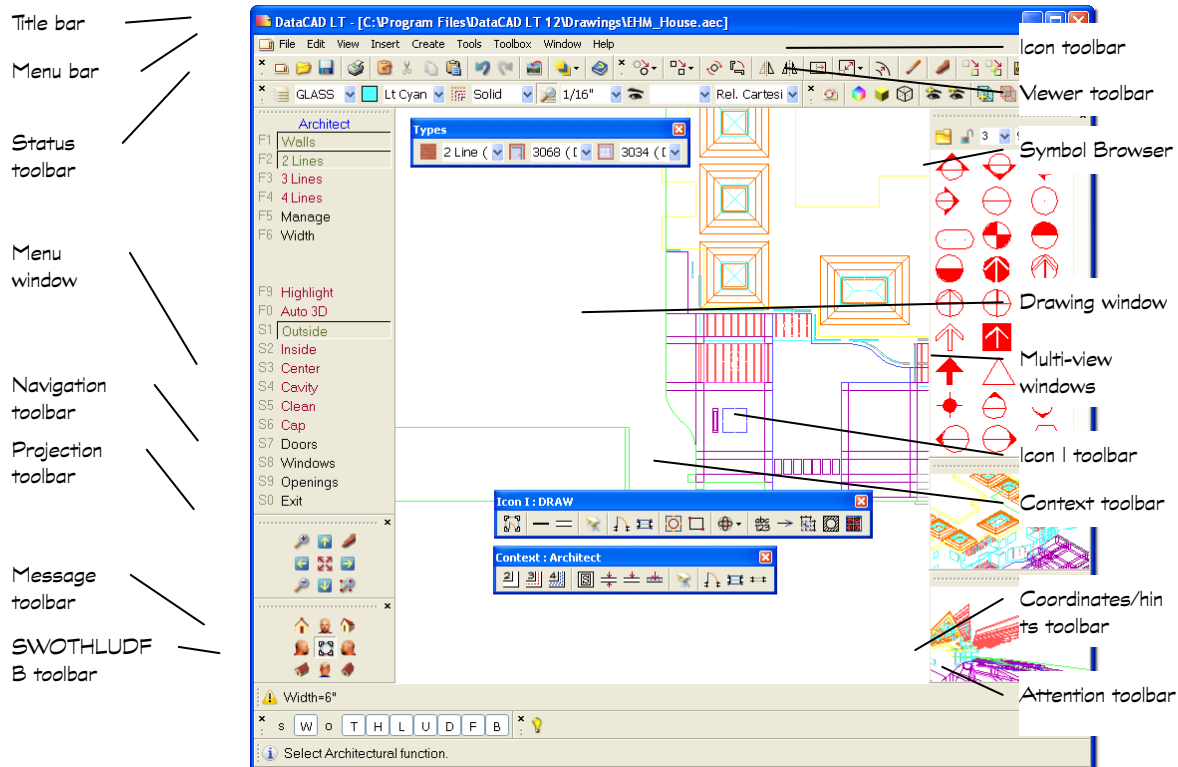 Title bar
Menu bar
Status
toolbar
Menu
window
Navigation
toolbar
Projection
toolbar
Message
toolbar
SWOTHLUDF
B toolbar
DataCAD LT - [C:\Program Files\DataCAD LT 12\Drawings\EHM_House.aec]
File Edit View Insert Create Tools Toolbox Window Help
GLASS Lt Cyan Solid 1/16" Rel. Cartesi
Architect
F1 Walls
F2 2 Lines
F3 3 Lines
F4 4 Lines
F5 Manage
F6 Width
F9 Highlight
F0 Auto 3D
S1 Outside
S2 Inside
S3 Center
S4 Cavity
S5 Clean
S6 Cap
S7 Doors
S8 Windows
S9 Openings
S0 Exit
Types
2 Line ( 3068 ( 3034 (
3
Icon I : DRAW
abc
123
Context : Architect
2 3 4 S
Width=6"
S W O T H L U D F B
Select Architectural function.
Icon toolbar
Viewer toolbar
Symbol Browser
Drawing window
Multi-view
windows
Icon I toolbar
Context toolbar
Coordinates/hin
ts toolbar
Attention toolbar